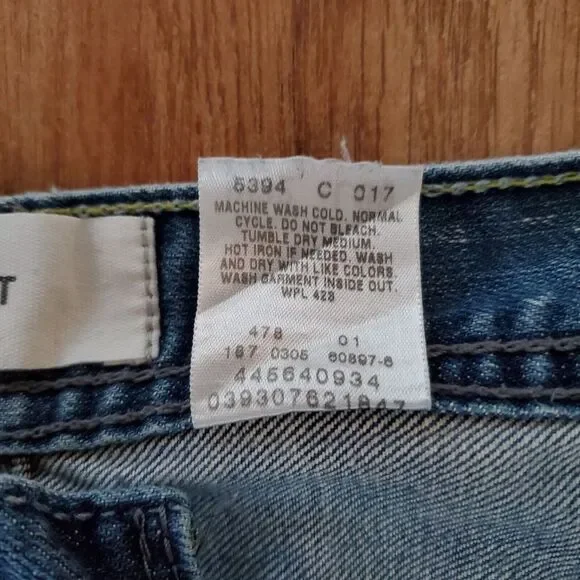 T
5394 C 017
MACHINE WASH COLD. NORMAL
CYCLE. DO NOT BLEACH.
TUMBLE DRY MEDIUM.
HOT IRON IF NEEDED. WASH
AND DRY WITH LIKE COLORS.
WASH GARMENT INSIDE OUT.
WPL 423
478 01
167 0305 60897-6
445640934
039307621847